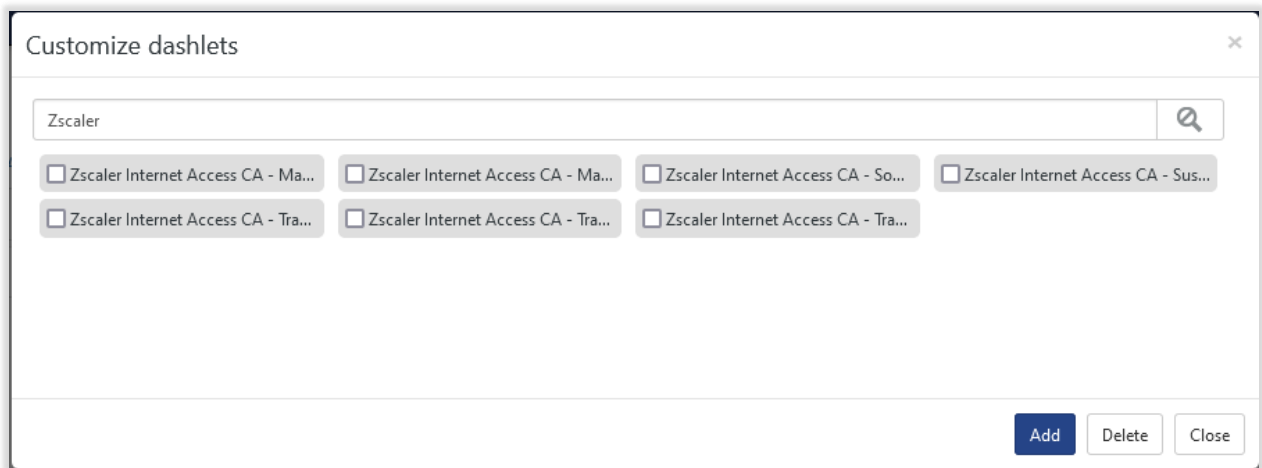 Customize dashlets ×
Zscaler
Zscaler Internet Access CA - Ma... Zscaler Internet Access CA - Ma... Zscaler Internet Access CA - So... Zscaler Internet Access CA - Sus...
Zscaler Internet Access CA - Tra... Zscaler Internet Access CA - Tra... Zscaler Internet Access CA - Tra...
Add Delete Close